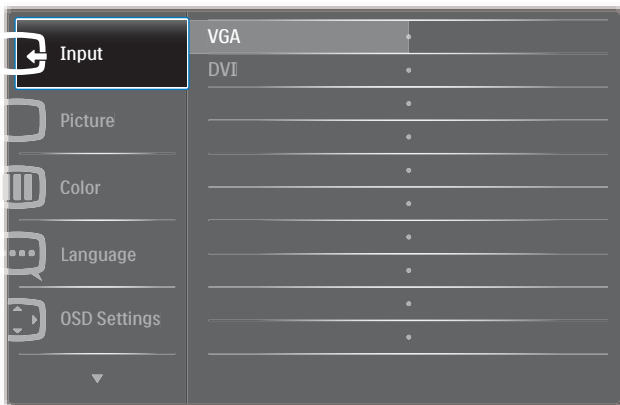 Input
Picture
Color
Language
OSD Settings
VGA
DVI